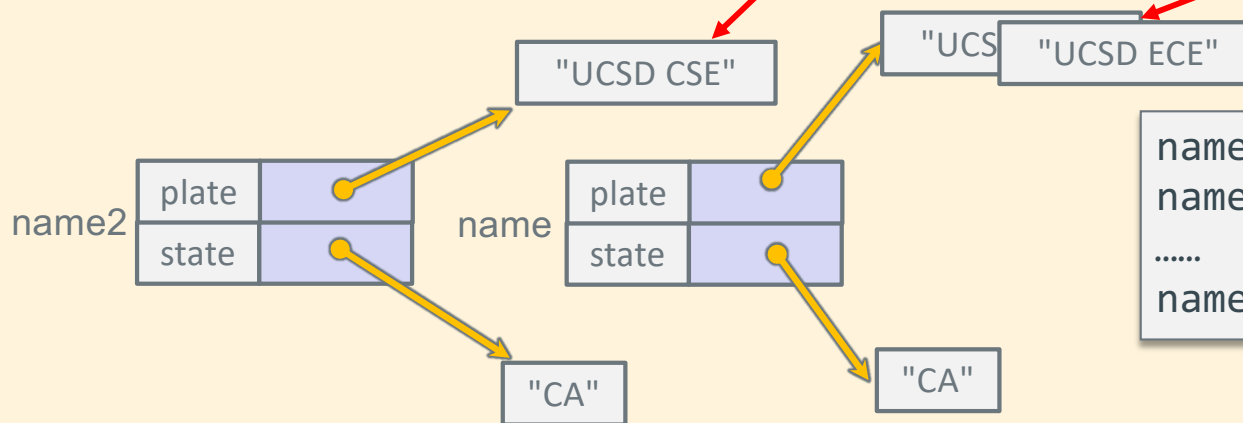 "UCSD CSE"
"UCS
"UCSD ECE"
name2
plate
state
name
plate
state
"CA"
"CA"
name
name
……
name